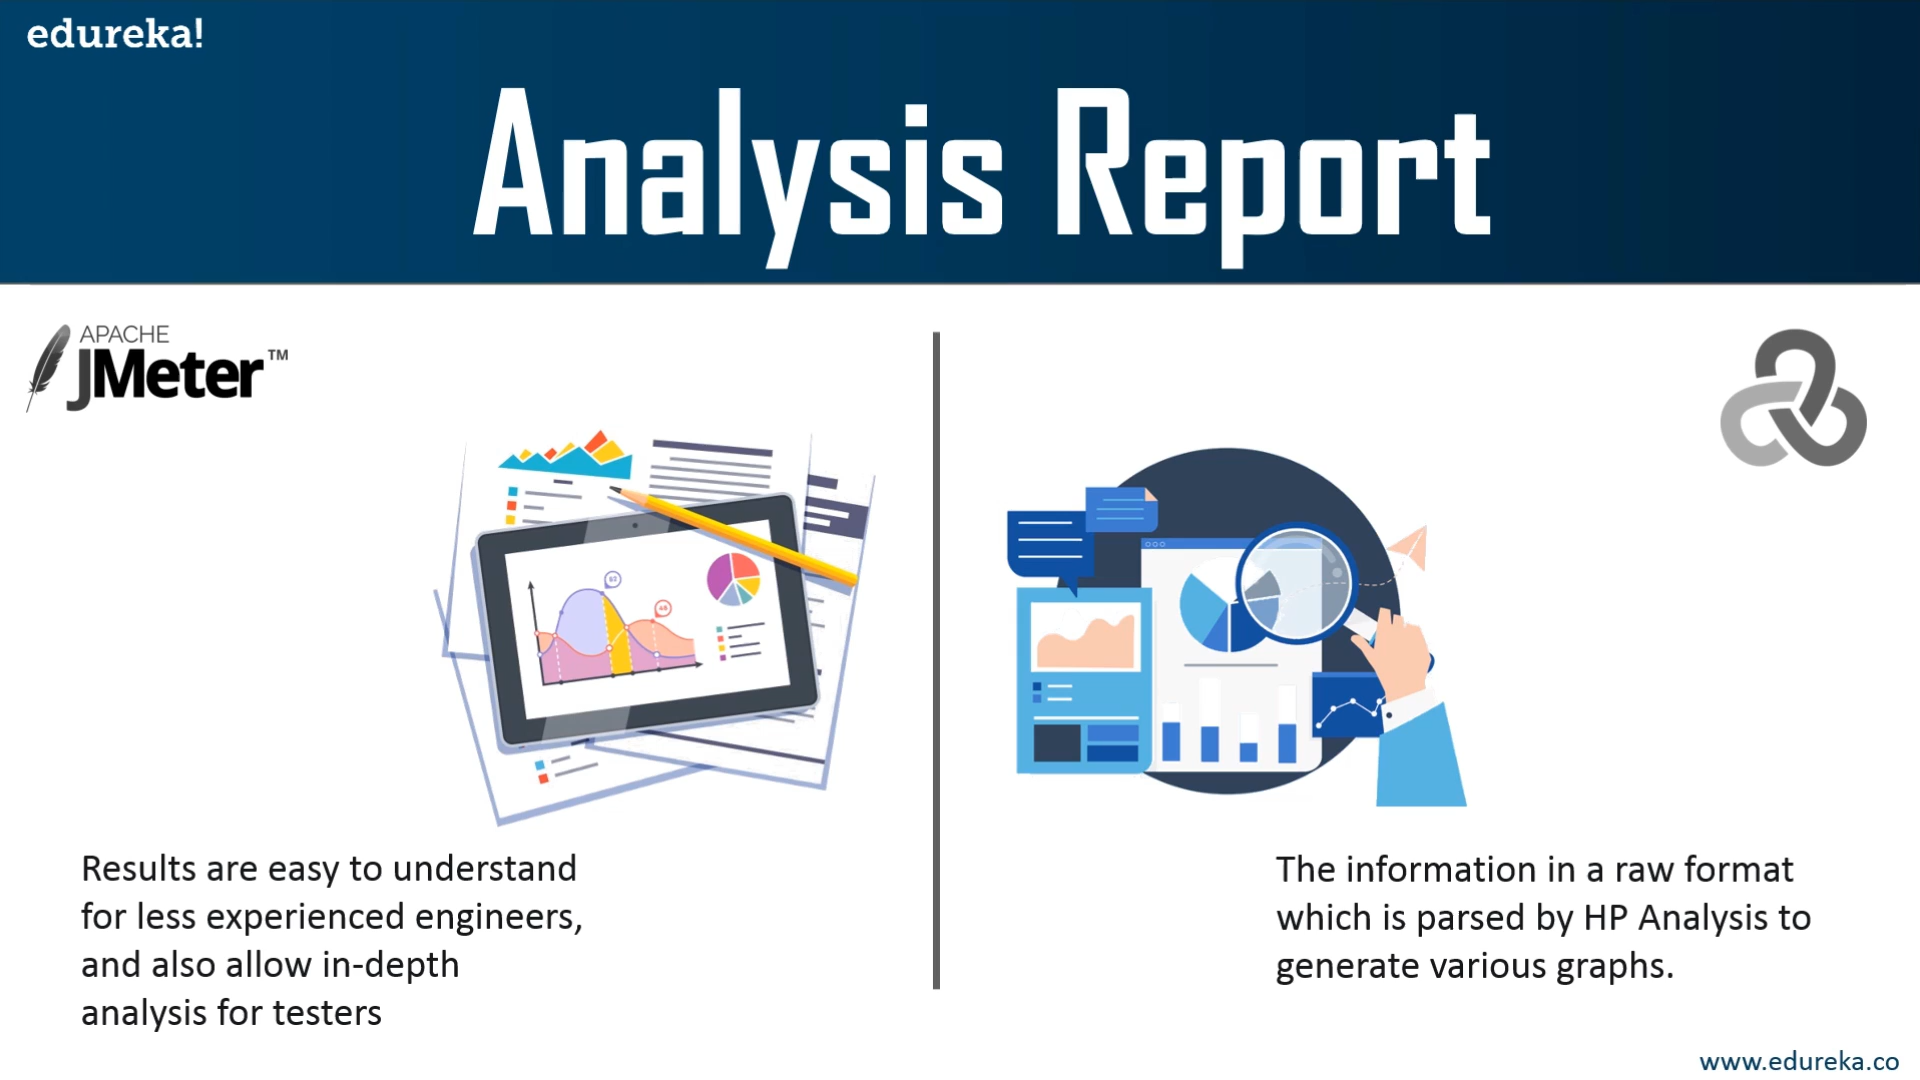 edureka!
Analysis Report
APACHE
JMeter™
52
46
Results are easy to understand
for less experienced engineers,
and also allow in-depth
analysis for testers
The information in a raw format
which is parsed by HP Analysis to
generate various graphs.
www.edureka.co